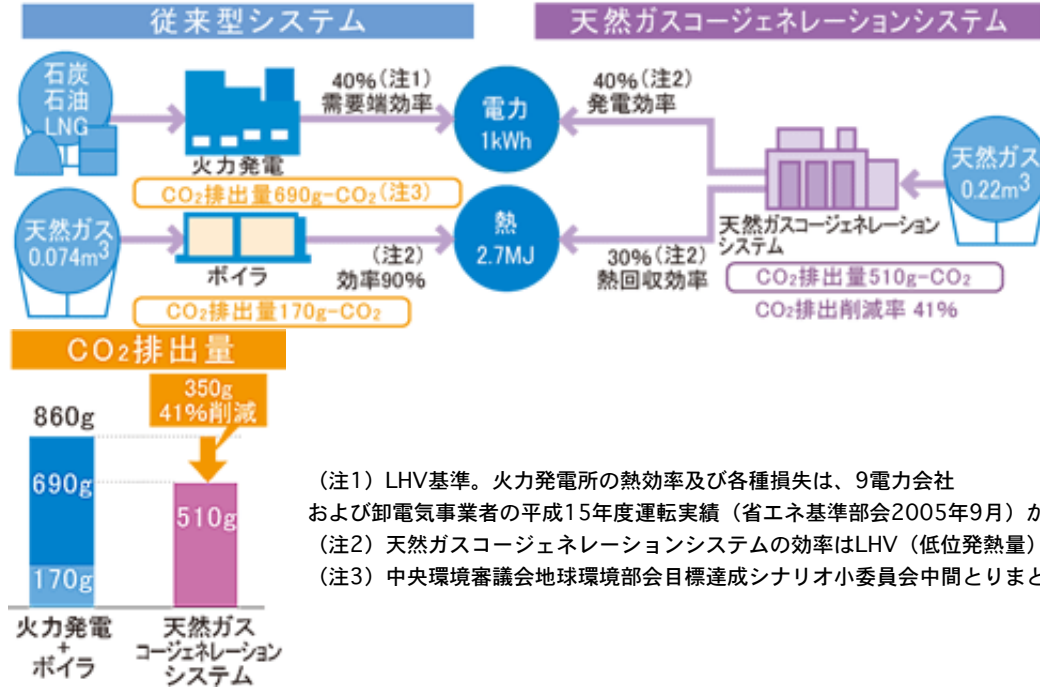 従来型システム
天然ガスコージェネレーションシステム
石炭
石油
LNG
火力発電
40%(注1)
需要端効率
電力
1kWh
40%(注2)
発電効率
天然ガス
0.22m³
CO₂排出量690g-CO₂(注3)
天然ガス
0.074m³
ボイラ
(注2)
効率90%
熱
2.7MJ
30%(注2)
熱回収効率
天然ガスコージェネレーション
システム
CO₂排出量170g-CO₂
CO₂排出量510g-CO₂
CO₂排出削減率 41%
CO₂排出量
350g
41%削減
860g
690g
510g
170g
火力発電
+
ボイラ
天然ガス
コージェネレーション
システム
（注1）LHV基準。火力発電所の熱効率及び各種損失は、9電力会社
および卸電気事業者の平成15年度運転実績（省エネ基準部会2005年9月）か
（注2）天然ガスコージェネレーションシステムの効率はLHV（低位発熱量）
（注3）中央環境審議会地球環境部会目標達成シナリオ小委員会中間とりまと